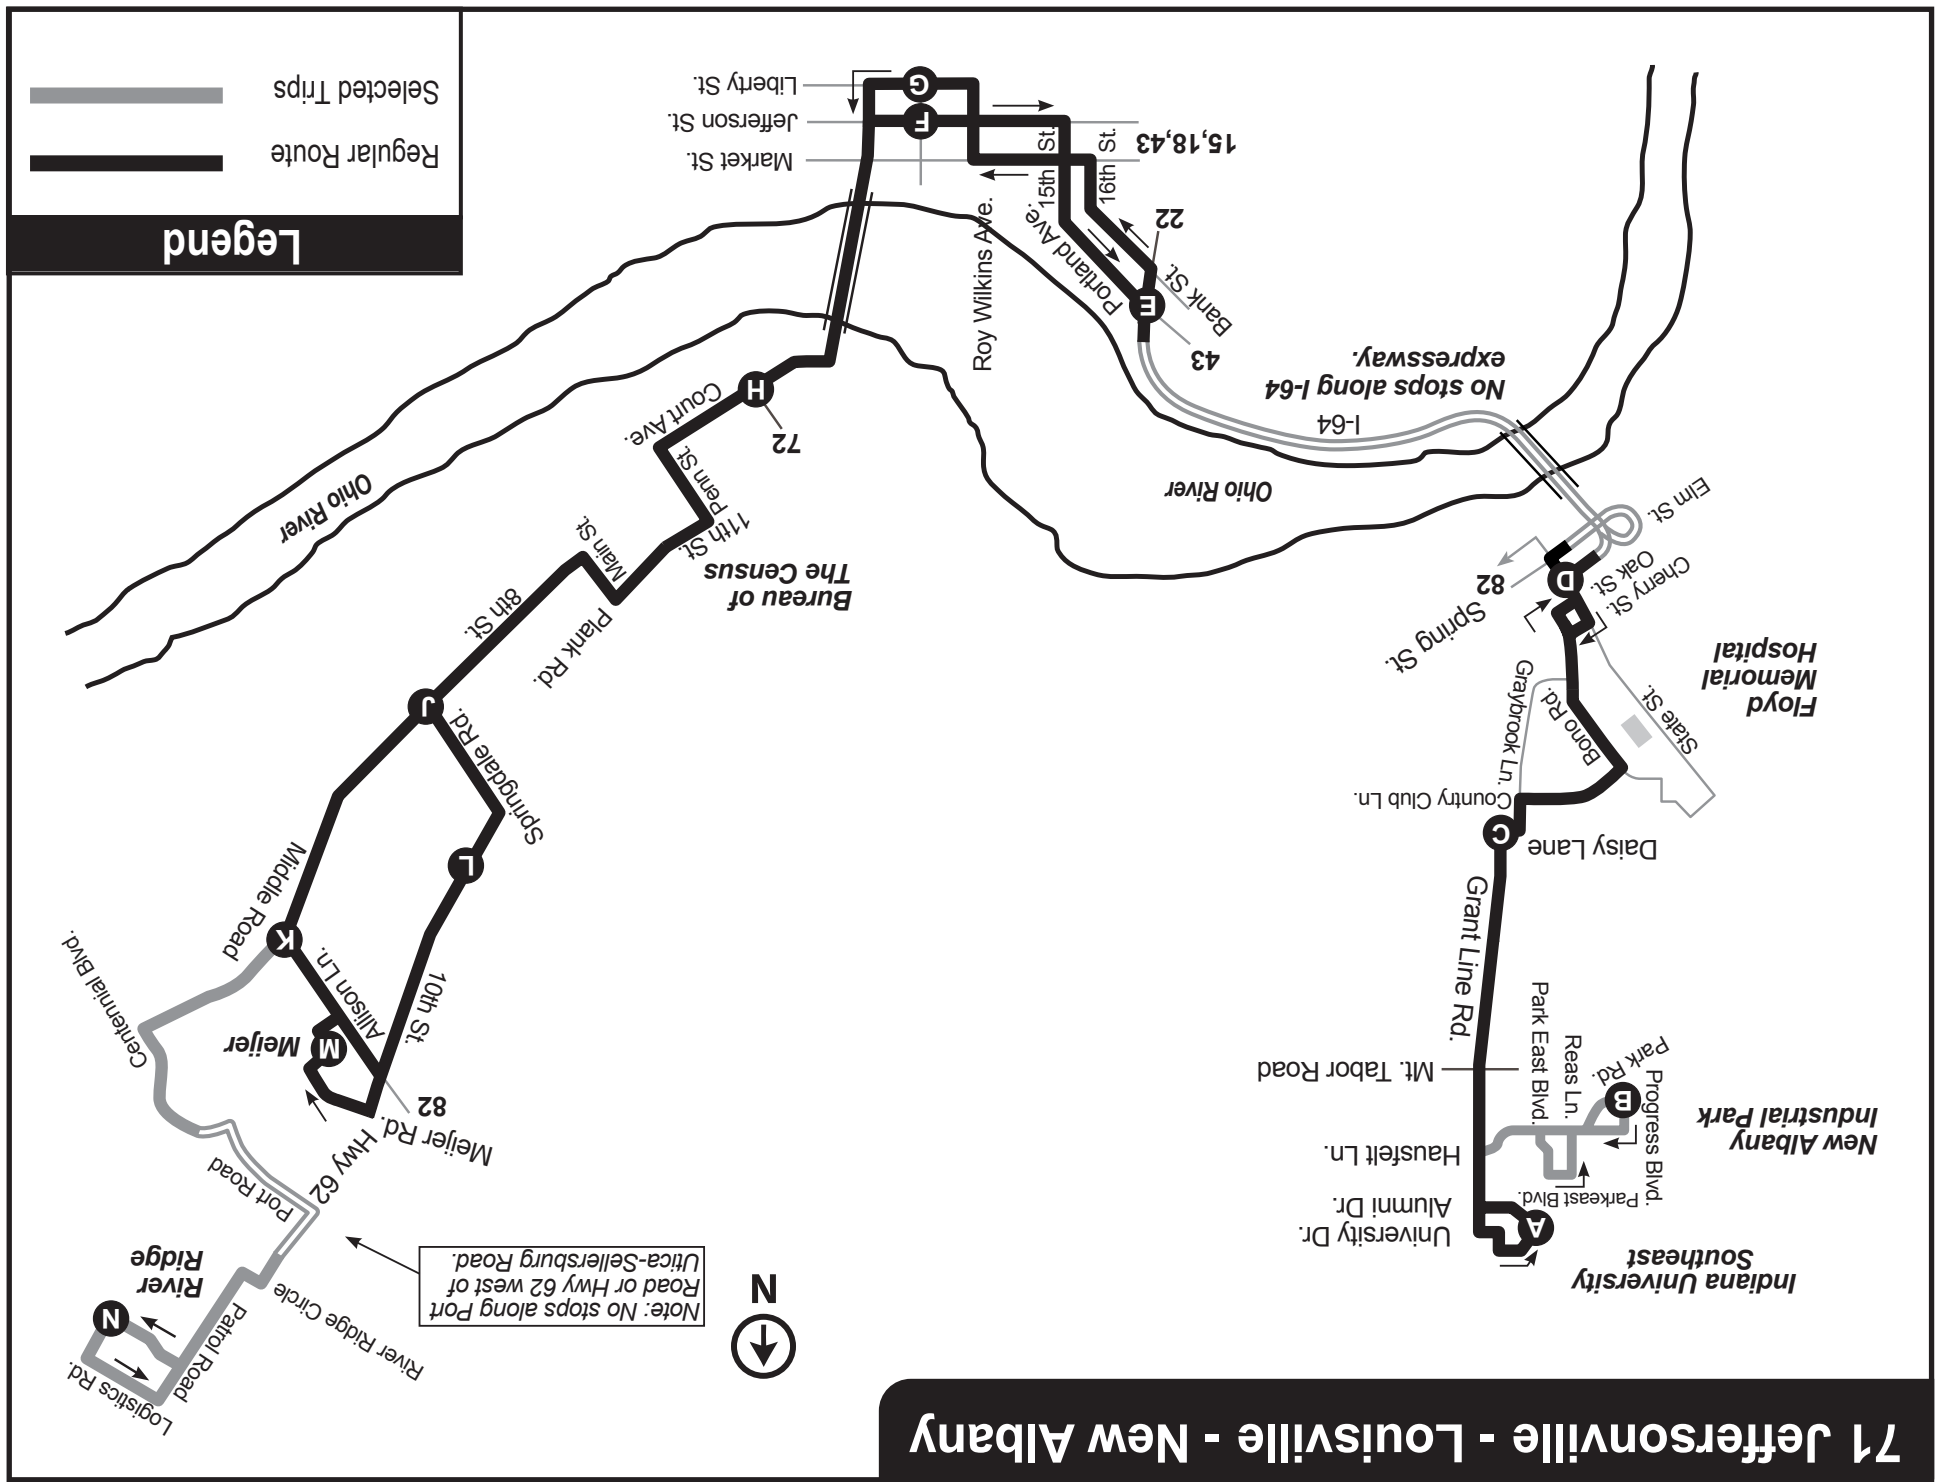 71 Jeffersonville - Louisville - New Albany
Indiana University
Southeast
A
University Dr.
Alumni Dr.
Hausfelt Ln.
Parkeast Blvd.
Progress Blvd.
New Albany
Industrial Park
B
Park Rd.
Reas Ln.
Park East Blvd.
Mt. Tabor Road
Grant Line Rd.
Daisy Lane
C
Country Club Ln.
Graybrook Ln.
Bono Rd.
State St.
Floyd
Memorial
Hospital
Spring St.
Cherry St.
Oak St.
D
82
Elm St.
Ohio River
I-64
No stops along I-64
expressway.
43
E
Bank St.
22
Portland Ave.
16th St.
15th St.
15,18,43
Roy Wilkins Ave.
Market St.
Jefferson St.
Liberty St.
F
G
N
Note: No stops along Port
Road or Hwy 62 west of
Utica-Sellersburg Road.
Logistics Rd.
N
Patrol Road
River Ridge Circle
River
Ridge
Port Road
Hwy 62
Meijer Rd.
82
M
Meijer
Centennial Blvd.
Allison Ln.
10th St.
K
Middle Road
L
Springdale Rd.
J
8th St.
Plank Rd.
Main St.
Bureau of
The Census
11th St.
Penn St.
Court Ave.
72
H
Ohio River
Legend
Regular Route
Selected Trips